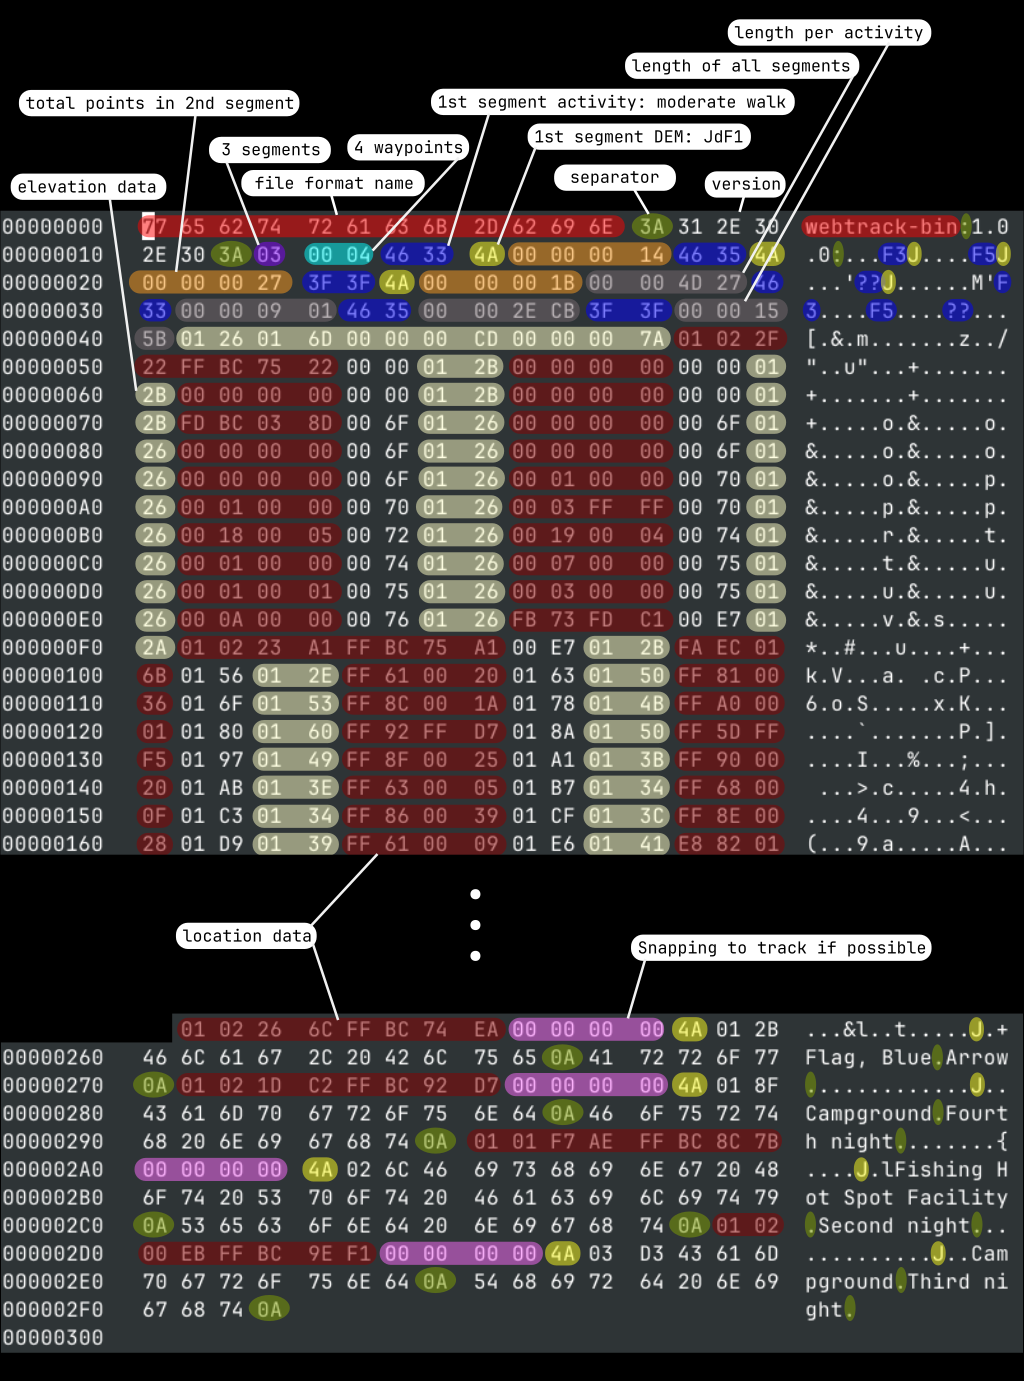 length per activity
length of all segments
total points in 2nd segment
1st segment activity: moderate walk
1st segment DEM: JdF1
3 segments
4 waypoints
separator
elevation data
file format name
version
00000000 77 65 62 74 72 61 63 6B 2D 62 69 6E 3A 31 2E 30 webtrack-bin:1.0
00000010 2E 30 3A 03 00 04 46 33 4A 00 00 00 14 46 35 4A .0:...F3J....F5J
00000020 00 00 00 27 3F 3F 4A 00 00 00 1B 00 00 4D 27 46 ...'??J......M'F
00000030 33 00 00 09 01 46 35 00 00 2E CB 3F 3F 00 00 15 3....F5....??...
00000040 5B 01 26 01 6D 00 00 00 CD 00 00 00 7A 01 02 2F [.&.m.......z../
00000050 22 FF BC 75 22 00 00 01 2B 00 00 00 00 00 00 01 "..u"...+.......
00000060 2B 00 00 00 00 00 00 01 2B 00 00 00 00 00 00 01 +.......+.......
00000070 2B FD BC 03 8D 00 6F 01 26 00 00 00 00 00 6F 01 +.....o.&.....o.
00000080 26 00 00 00 00 00 6F 01 26 00 00 00 00 00 6F 01 &.....o.&.....o.
00000090 26 00 00 00 00 00 6F 01 26 00 01 00 00 00 70 01 &.....o.&.....p.
000000A0 26 00 01 00 00 00 70 01 26 00 03 FF FF 00 70 01 &.....p.&.....p.
000000B0 26 00 18 00 05 00 72 01 26 00 19 00 04 00 74 01 &.....r.&.....t.
000000C0 26 00 01 00 00 00 74 01 26 00 07 00 00 00 75 01 &.....t.&.....u.
000000D0 26 00 01 00 01 00 75 01 26 00 03 00 00 00 75 01 &.....u.&.....u.
000000E0 26 00 0A 00 00 00 76 01 26 FB 73 FD C1 00 E7 01 &.....v.&.s.....
000000F0 2A 01 02 23 A1 FF BC 75 A1 00 E7 01 2B FA EC 01 *..#...u....+...
00000100 6B 01 56 01 2E FF 61 00 20 01 63 01 50 FF 81 00 k.V...a. .c.P...
00000110 36 01 6F 01 53 FF 8C 00 1A 01 78 01 4B FF A0 00 6.o.S.....x.K...
00000120 01 01 80 01 60 FF 92 FF D7 01 8A 01 50 FF 5D FF ....`.......P.].
00000130 F5 01 97 01 49 FF 8F 00 25 01 A1 01 3B FF 90 00 ....I...%...;...
00000140 20 01 AB 01 3E FF 63 00 05 01 B7 01 34 FF 68 00  ...>.c.....4.h.
00000150 0F 01 C3 01 34 FF 86 00 39 01 CF 01 3C FF 8E 00 ....4...9...<...
00000160 28 01 D9 01 39 FF 61 00 09 01 E6 01 41 E8 82 01 (...9.a.....A...
location data
Snapping to track if possible
01 02 26 6C FF BC 74 EA 00 00 00 00 4A 01 2B ...&l..t.....J.+
00000260 46 6C 61 67 2C 20 42 6C 75 65 0A 41 72 72 6F 77 Flag, Blue.Arrow
00000270 0A 01 02 1D C2 FF BC 92 D7 00 00 00 00 4A 01 8F .............J..
00000280 43 61 6D 70 67 72 6F 75 6E 64 0A 46 6F 75 72 74 Campground.Fourt
00000290 68 20 6E 69 67 68 74 0A 01 01 F7 AE FF BC 8C 7B h night........{
000002A0 00 00 00 00 4A 02 6C 46 69 73 68 69 6E 67 20 48 ....J.lFishing H
000002B0 6F 74 20 53 70 6F 74 20 46 61 63 69 6C 69 74 79 ot Spot Facility
000002C0 0A 53 65 63 6F 6E 64 20 6E 69 67 68 74 0A 01 02 .Second night...
000002D0 00 EB FF BC 9E F1 00 00 00 00 4A 03 D3 43 61 6D ..........J..Cam
000002E0 70 67 72 6F 75 6E 64 0A 54 68 69 72 64 20 6E 69 pground.Third ni
000002F0 67 68 74 0A ght.
00000300